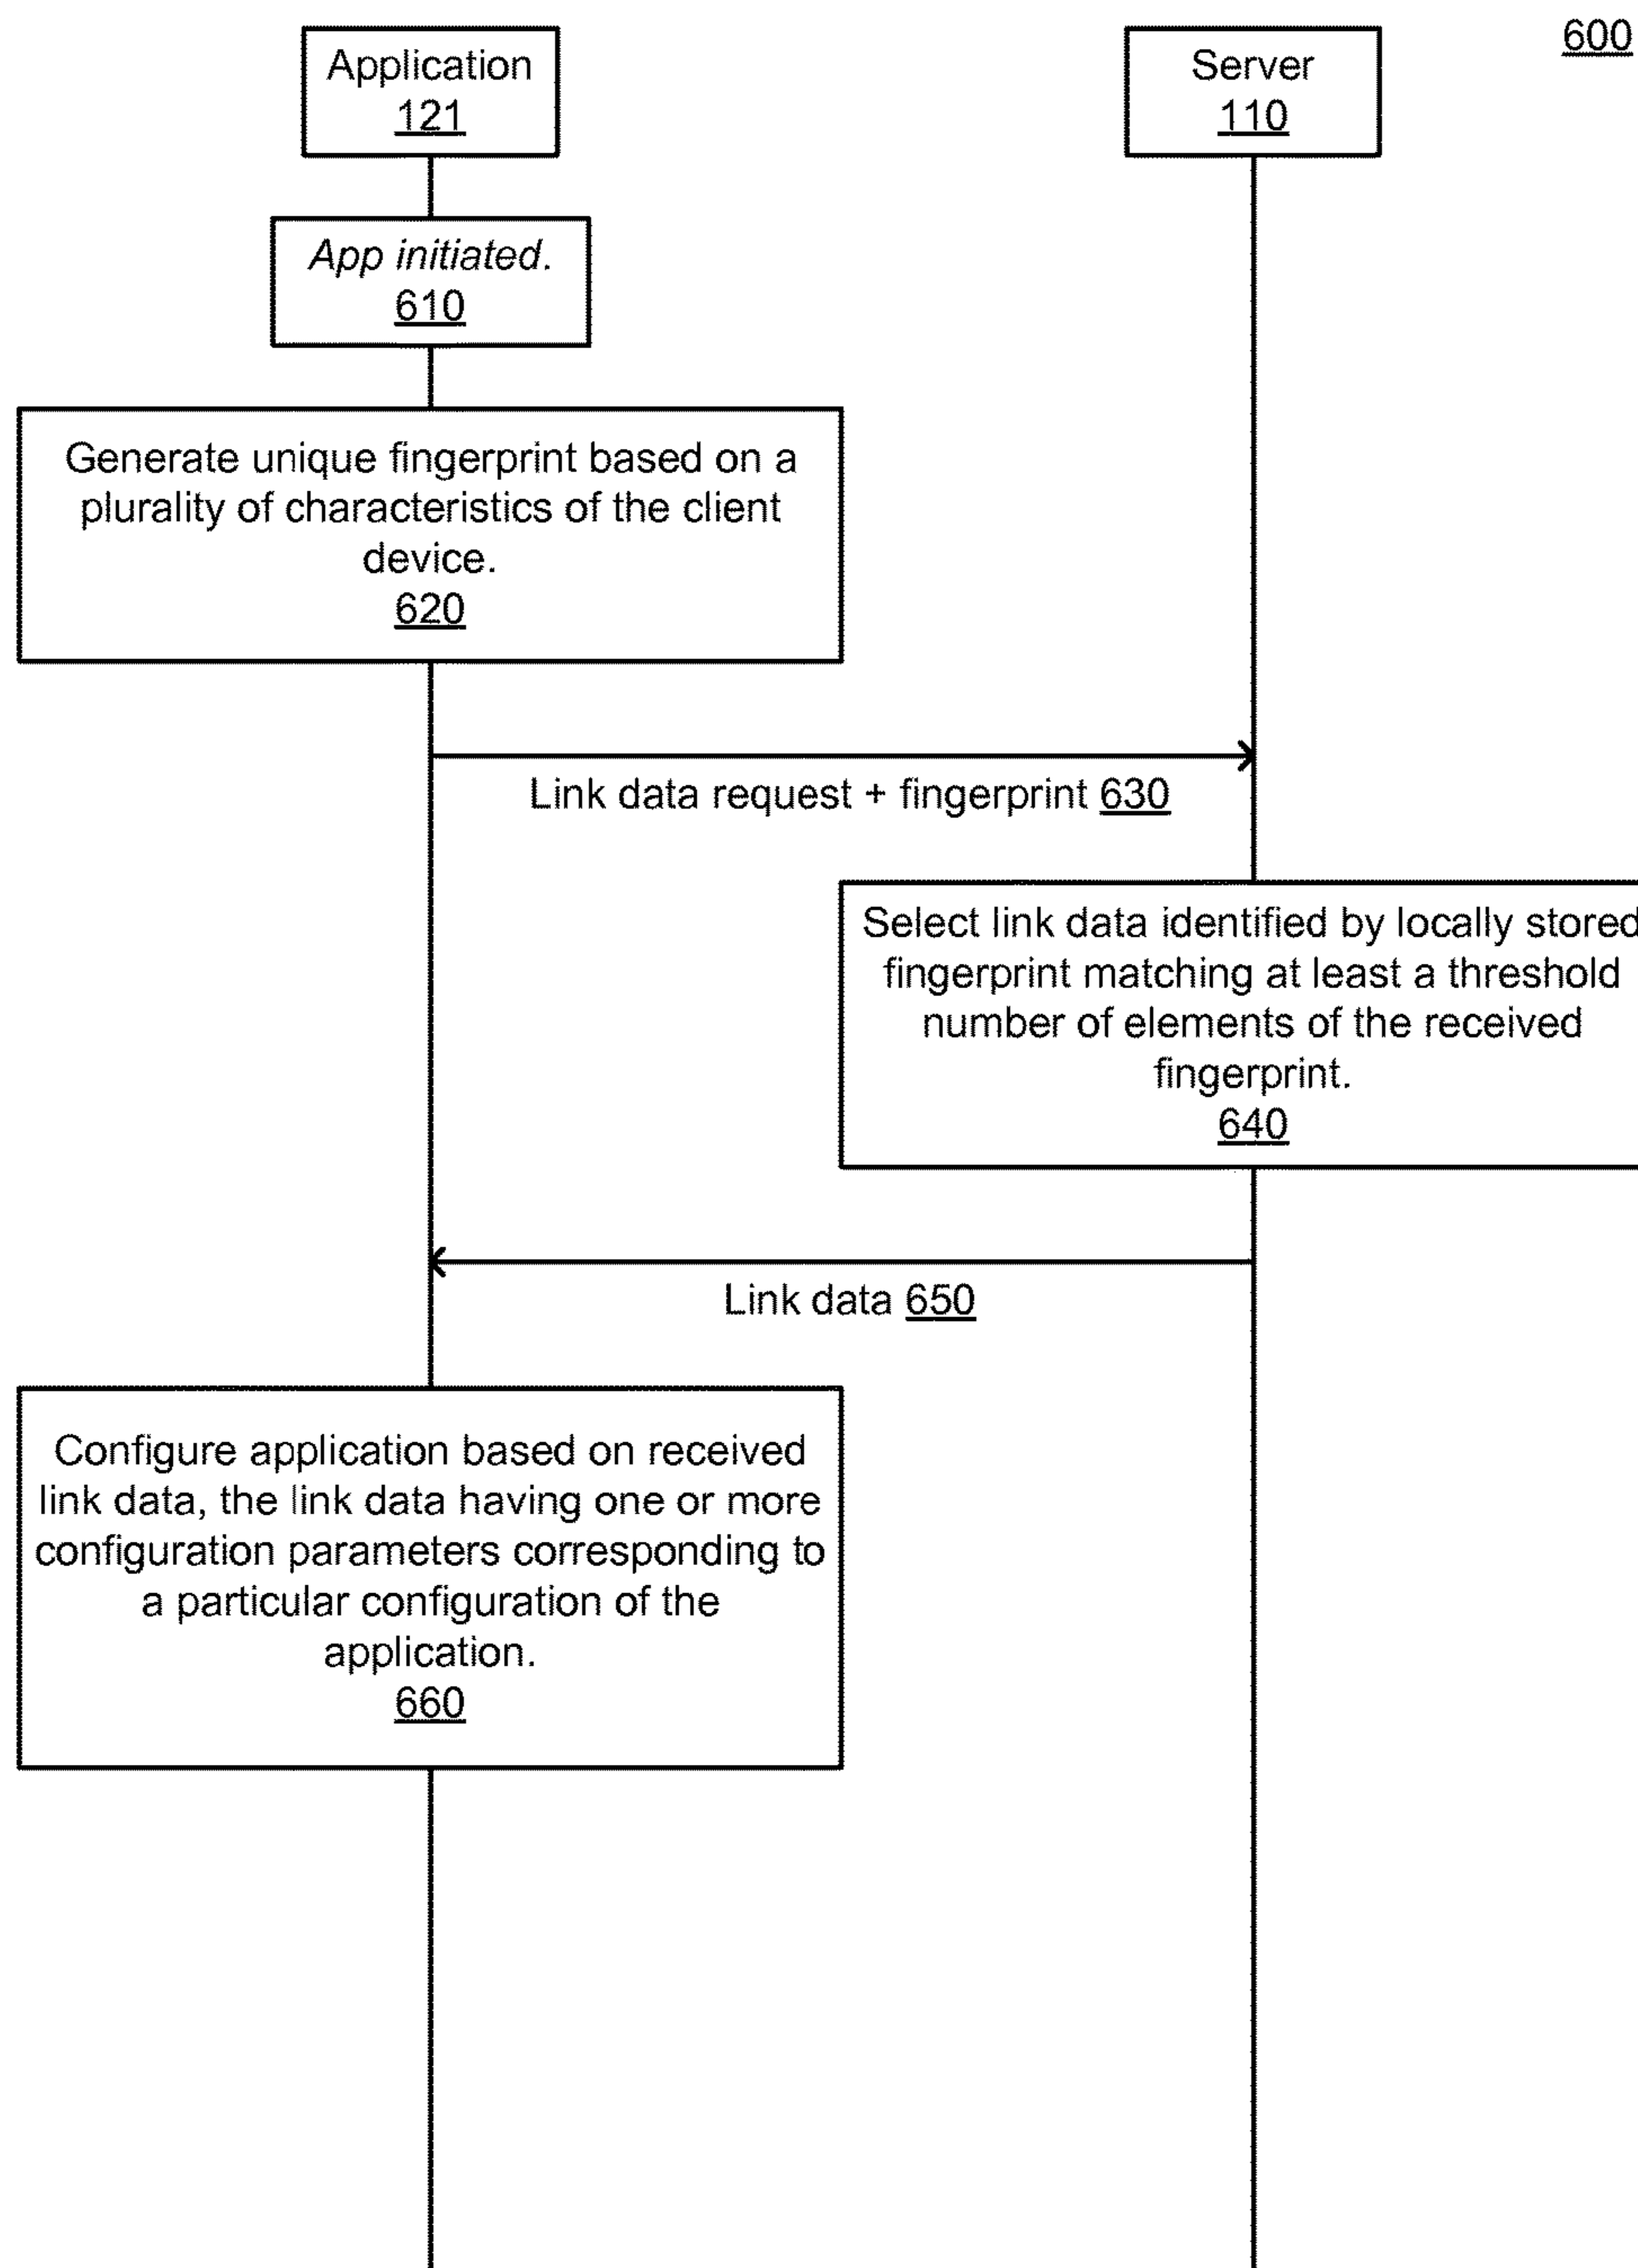 600
Application
121
Server
110
App initiated.
610
Generate unique fingerprint based on a
plurality of characteristics of the client
device.
620
Link data request + fingerprint 630
Select link data identified by locally stored
fingerprint matching at least a threshold
number of elements of the received
fingerprint.
640
Link data 650
Configure application based on received
link data, the link data having one or more
configuration parameters corresponding to
a particular configuration of the
application.
660